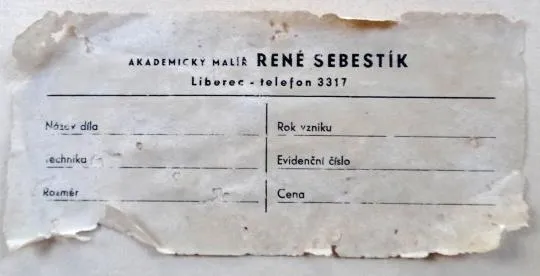 AKADEMICKÝ MALÍŘ RENÉ SEBESTÍK
Liberec - telefon 3317
Název díla
Rok vzniku
Technika
Evidenční číslo
Rozměr
Cena